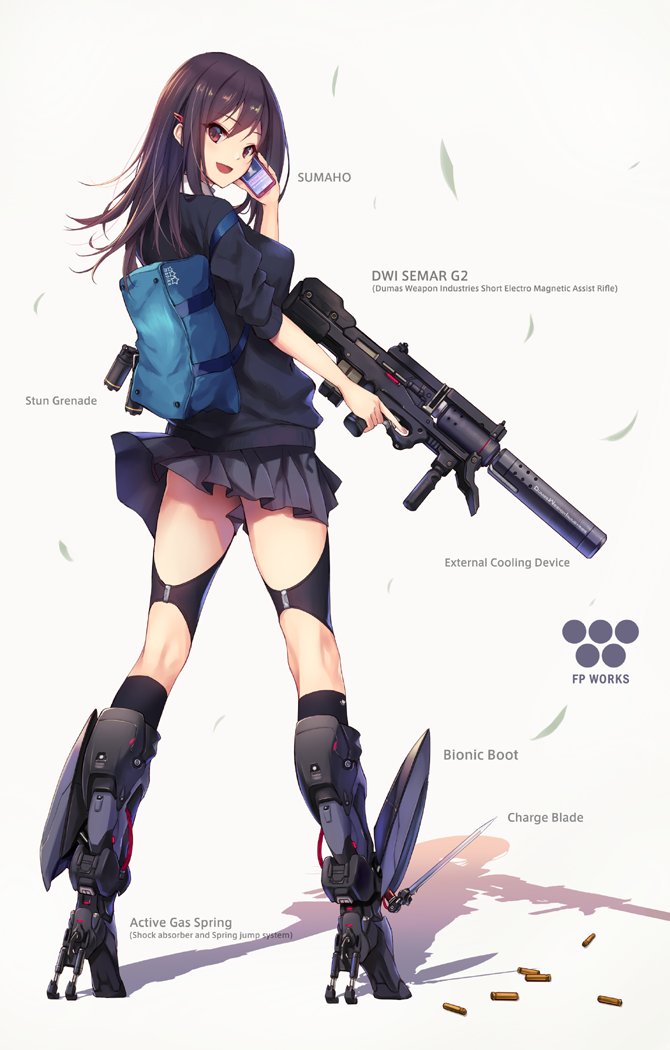 SUMAHO
DWI SEMAR G2
(Dumas Weapon Industries Short Electro Magnetic Assist Rifle)
Stun Grenade
External Cooling Device
FP WORKS
Bionic Boot
Charge Blade
Active Gas Spring
(Shock absorber and Spring jump system)